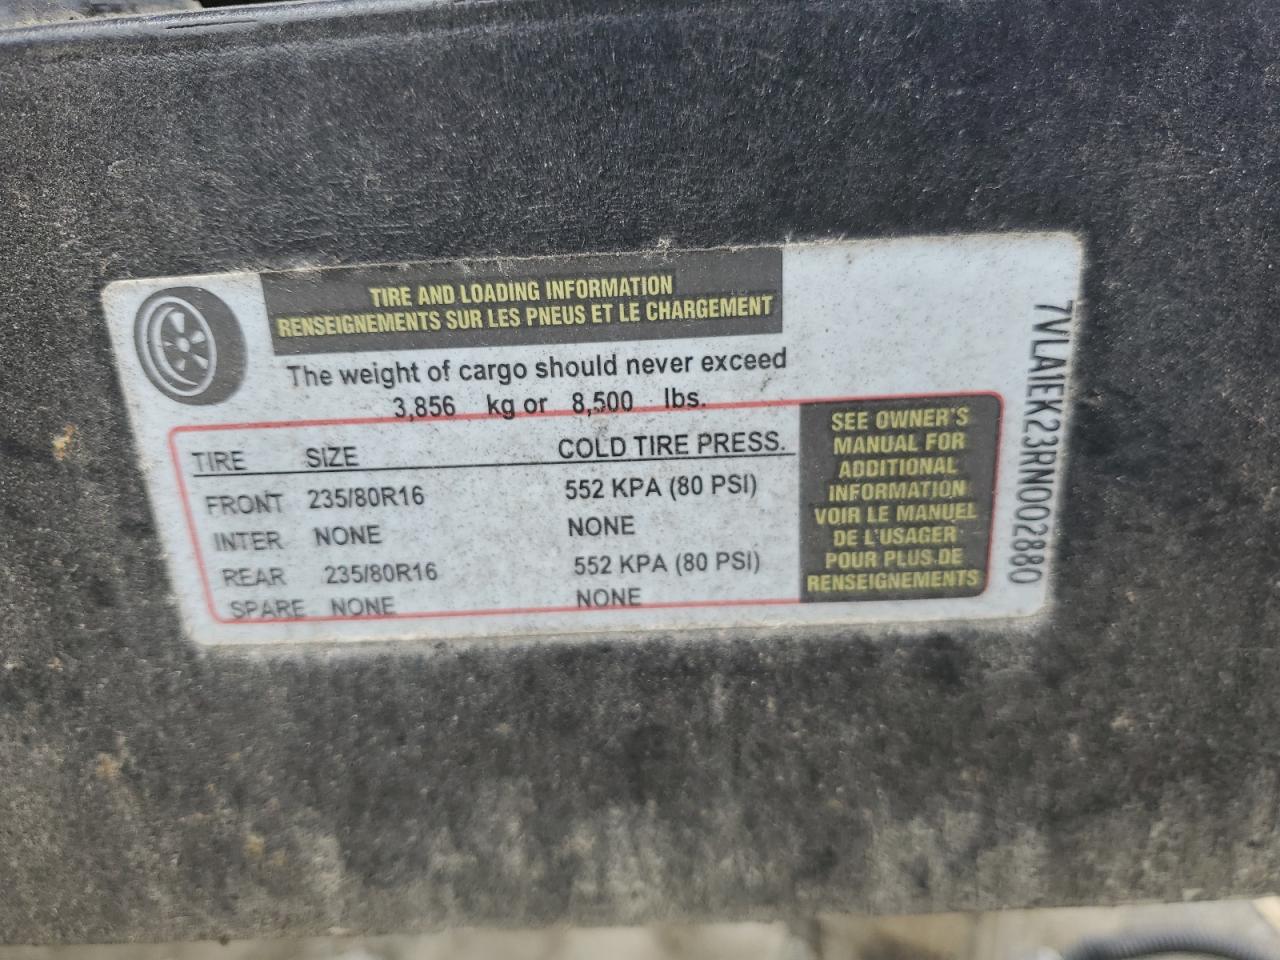 TIRE AND LOADING INFORMATION
RENSEIGNEMENTS SUR LES PNEUS ET LE CHARGEMENT
The weight of cargo should never exceed
3,856 kg or 8,500 lbs.
TIRE SIZE COLD TIRE PRESS.
FRONT 235/80R16 552 KPA (80 PSI)
INTER NONE NONE
REAR 235/80R16 552 KPA (80 PSI)
SPARE NONE NONE
SEE OWNER'S
MANUAL FOR
ADDITIONAL
INFORMATION
VOIR LE MANUEL
DE L'USAGER
POUR PLUS DE
RENSEIGNEMENTS
7VLAIEK23RN002880